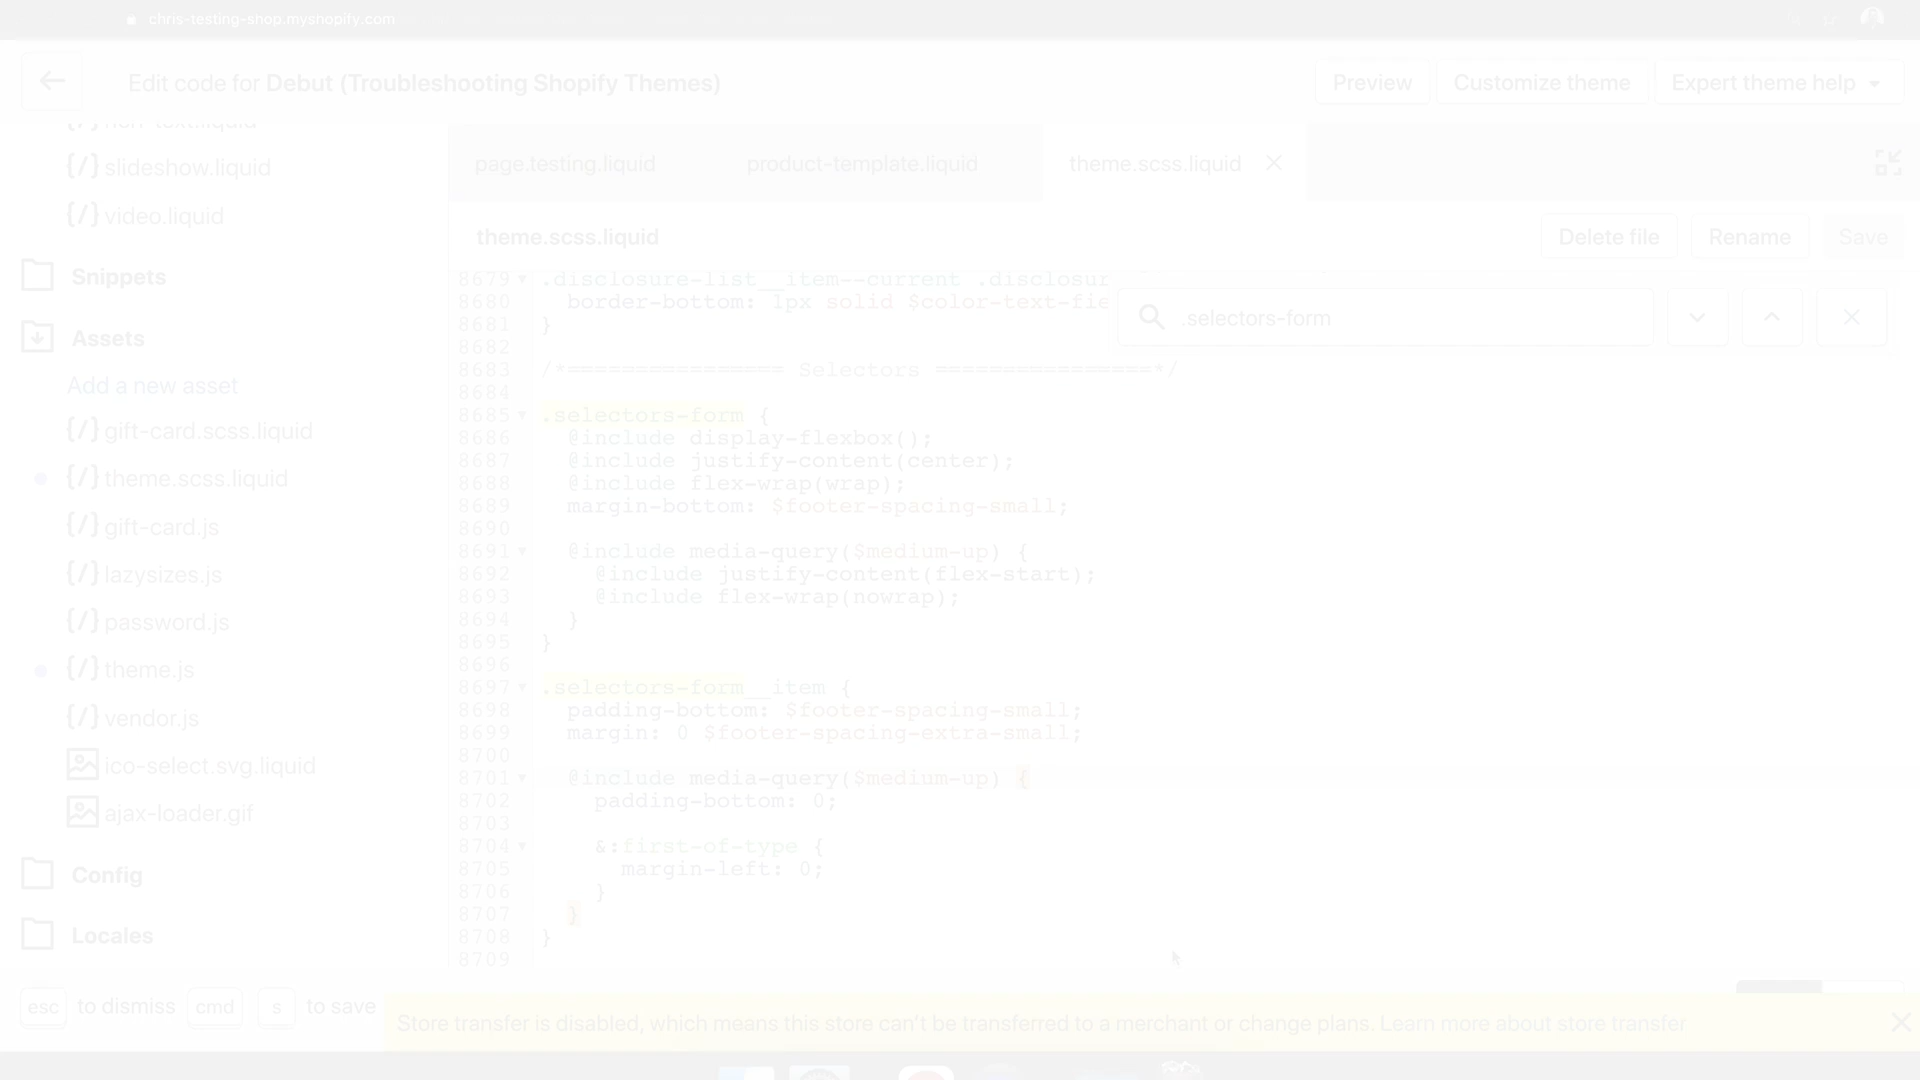 chris-testing-shop.myshopify.com
Edit code for Debut (Troubleshooting Shopify Themes)
Preview
Customize theme
Expert theme help
page.testing.liquid
product-template.liquid
theme.scss.liquid
slideshow.liquid
video.liquid
Snippets
Assets
Add a new asset
{/} gift-card.scss.liquid
{/} theme.scss.liquid
{/} gift-card.js
{/} lazysizes.js
{/} password.js
{/} theme.js
{/} vendor.js
ico-select.svg.liquid
ajax-loader.gif
Config
Locales
esc to dismiss cmd s to save
theme.scss.liquid
Delete file
Rename
Save
.selectors-form
8679 .disclosure-list__item--current .disclosur
8680 border-bottom: 1px solid $color-text-fie
8681 }
8682
8683 /*================ Selectors ================*/
8684
8685 .selectors-form {
8686 @include display-flexbox();
8687 @include justify-content(center);
8688 @include flex-wrap(wrap);
8689 margin-bottom: $footer-spacing-small;
8690
8691 @include media-query($medium-up) {
8692 @include justify-content(flex-start);
8693 @include flex-wrap(nowrap);
8694 }
8695 }
8696
8697 .selectors-form__item {
8698 padding-bottom: $footer-spacing-small;
8699 margin: 0 $footer-spacing-extra-small;
8700
8701 @include media-query($medium-up) {
8702 padding-bottom: 0;
8703
8704 &:first-of-type {
8705 margin-left: 0;
8706 }
8707 }
8708 }
8709
Store transfer is disabled, which means this store can't be transferred to a merchant or change plans. Learn more about store transfer